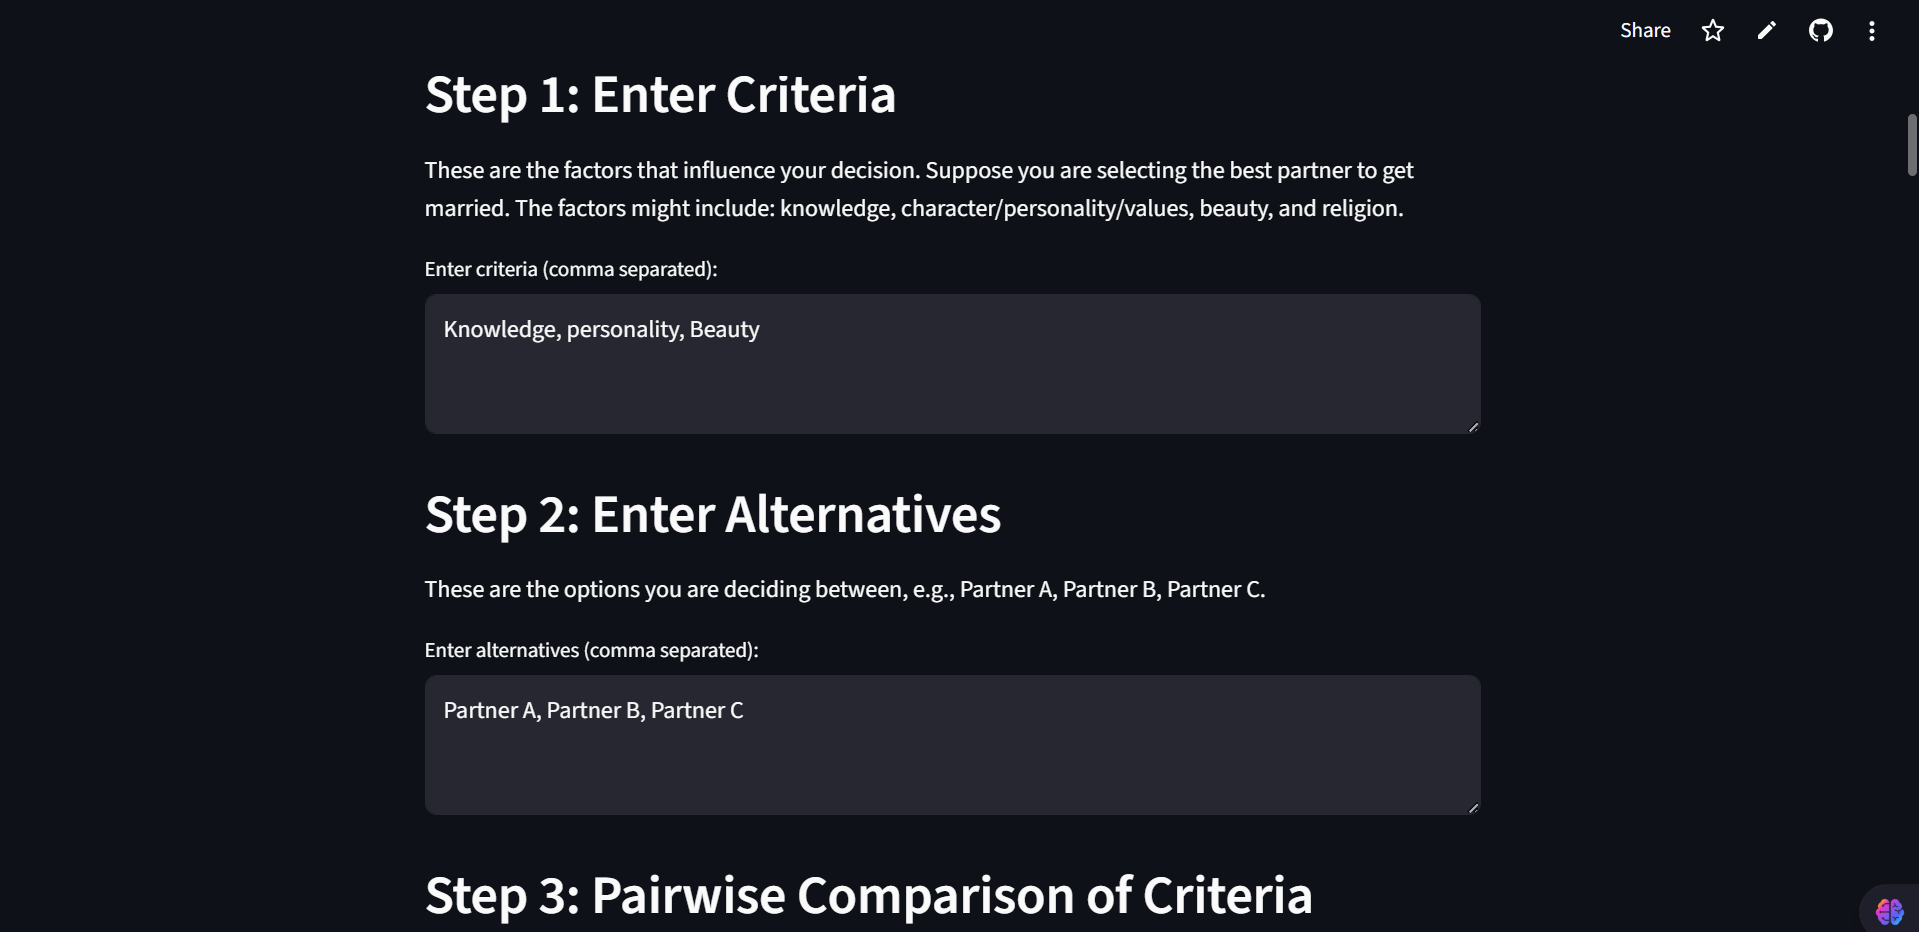 Share
Step 1: Enter Criteria
These are the factors that influence your decision. Suppose you are selecting the best partner to get
married. The factors might include: knowledge, character/personality/values, beauty, and religion.
Enter criteria (comma separated):
Knowledge, personality, Beauty
Step 2: Enter Alternatives
These are the options you are deciding between, e.g., Partner A, Partner B, Partner C.
Enter alternatives (comma separated):
Partner A, Partner B, Partner C
Step 3: Pairwise Comparison of Criteria